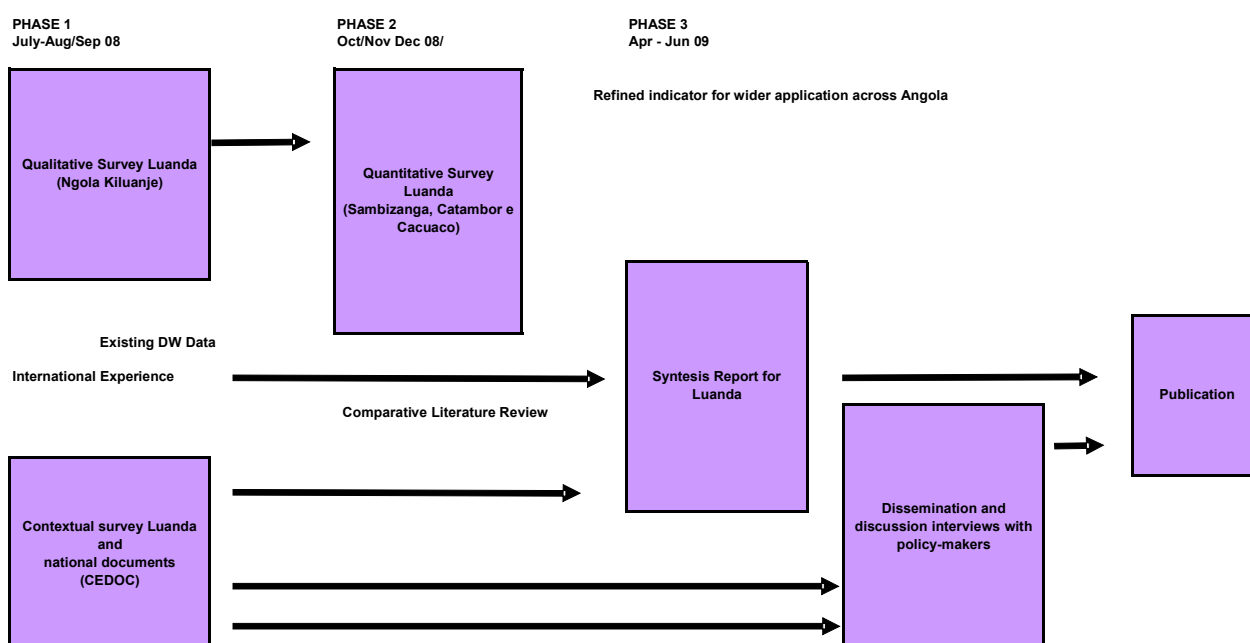 PHASE 1
July-Aug/Sep 08
PHASE 2
Oct/Nov Dec 08/
PHASE 3
Apr - Jun 09
Refined indicator for wider application across Angola
Qualitative Survey Luanda
(Ngola Kiluanje)
Quantitative Survey
Luanda
(Sambizanga, Catambor e
Cacuaco)
Existing DW Data
International Experience
Comparative Literature Review
Syntesis Report for
Luanda
Publication
Contextual survey Luanda
and
national documents
(CEDOC)
Dissemination and
discussion interviews with
policy-makers